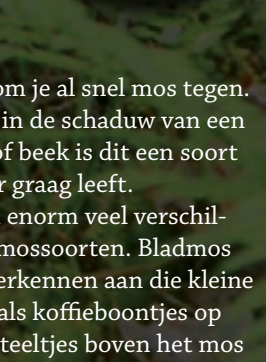 om je al snel mos tegen.
in de schaduw van een
of beek is dit een soort
r graag leeft.
enorm veel verschil-
mossoorten. Bladmos
erkennen aan die kleine
als koffieboontjes op
teeltjes boven het mos